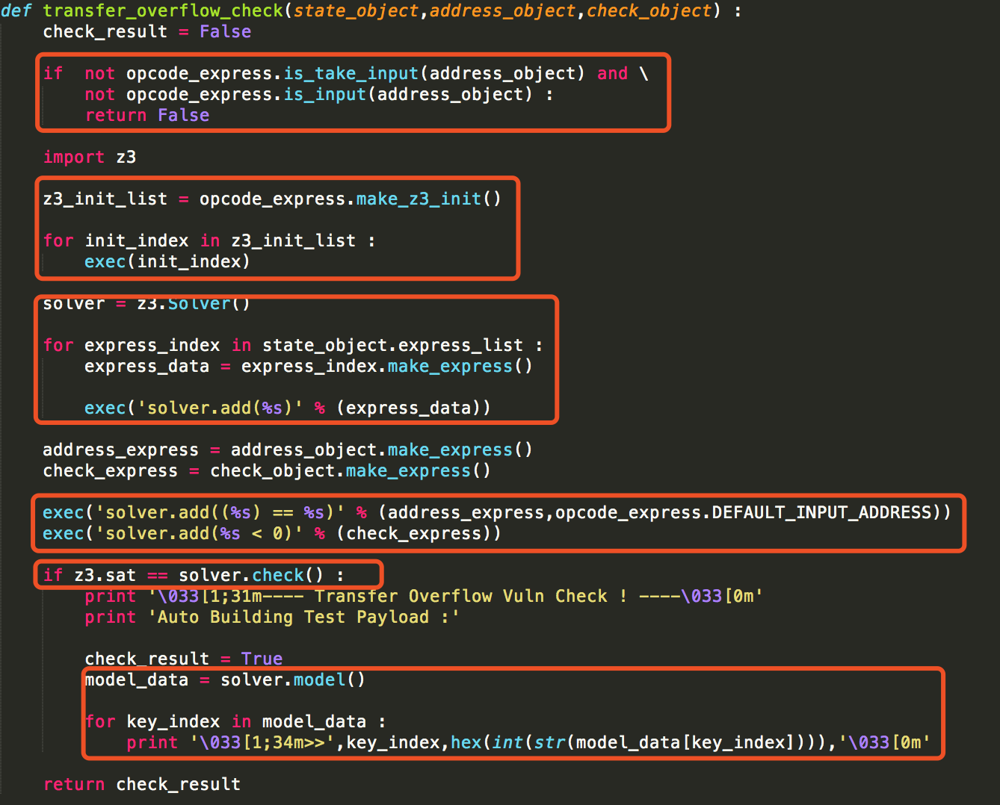 def transfer_overflow_check(state_object,address_object,check_object) :
    check_result = False
    if  not opcode_express.is_take_input(address_object) and \
        not opcode_express.is_input(address_object) :
        return False
    import z3
    z3_init_list = opcode_express.make_z3_init()
    for init_index in z3_init_list :
        exec(init_index)
    solver = z3.Solver()
    for express_index in state_object.express_list :
        express_data = express_index.make_express()
        exec('solver.add(%s)' % (express_data))
    address_express = address_object.make_express()
    check_express = check_object.make_express()
    exec('solver.add((%s) == %s)' % (address_express,opcode_express.DEFAULT_INPUT_ADDRESS))
    exec('solver.add(%s < 0)' % (check_express))
    if z3.sat == solver.check() :
        print '\033[1;31m---- Transfer Overflow Vuln Check ! ----\033[0m'
        print 'Auto Building Test Payload :'
        check_result = True
        model_data = solver.model()
        for key_index in model_data :
            print '\033[1;34m>>',key_index,hex(int(str(model_data[key_index]))),'\033[0m'
    return check_result